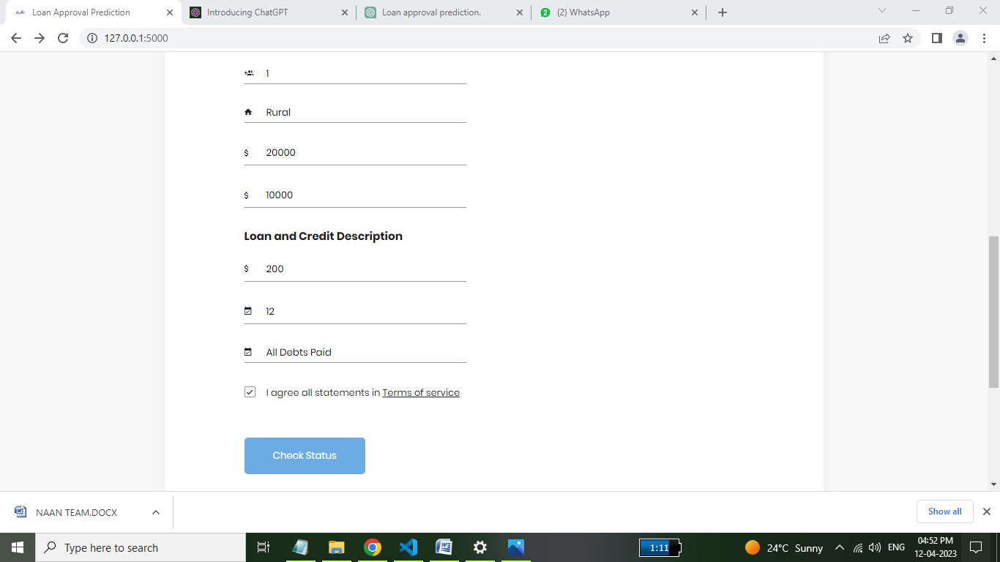 Loan Approval Prediction
Introducing ChatGPT
Loan approval prediction.
2 (2) WhatsApp
127.0.0.1:5000
1
Rural
$ 20000
$ 10000
Loan and Credit Description
$ 200
12
All Debts Paid
I agree all statements in Terms of service
Check Status
NAAN TEAM.DOCX
Show all
Type here to search
1:11
24°C Sunny
ENG
04:52 PM
12-04-2023